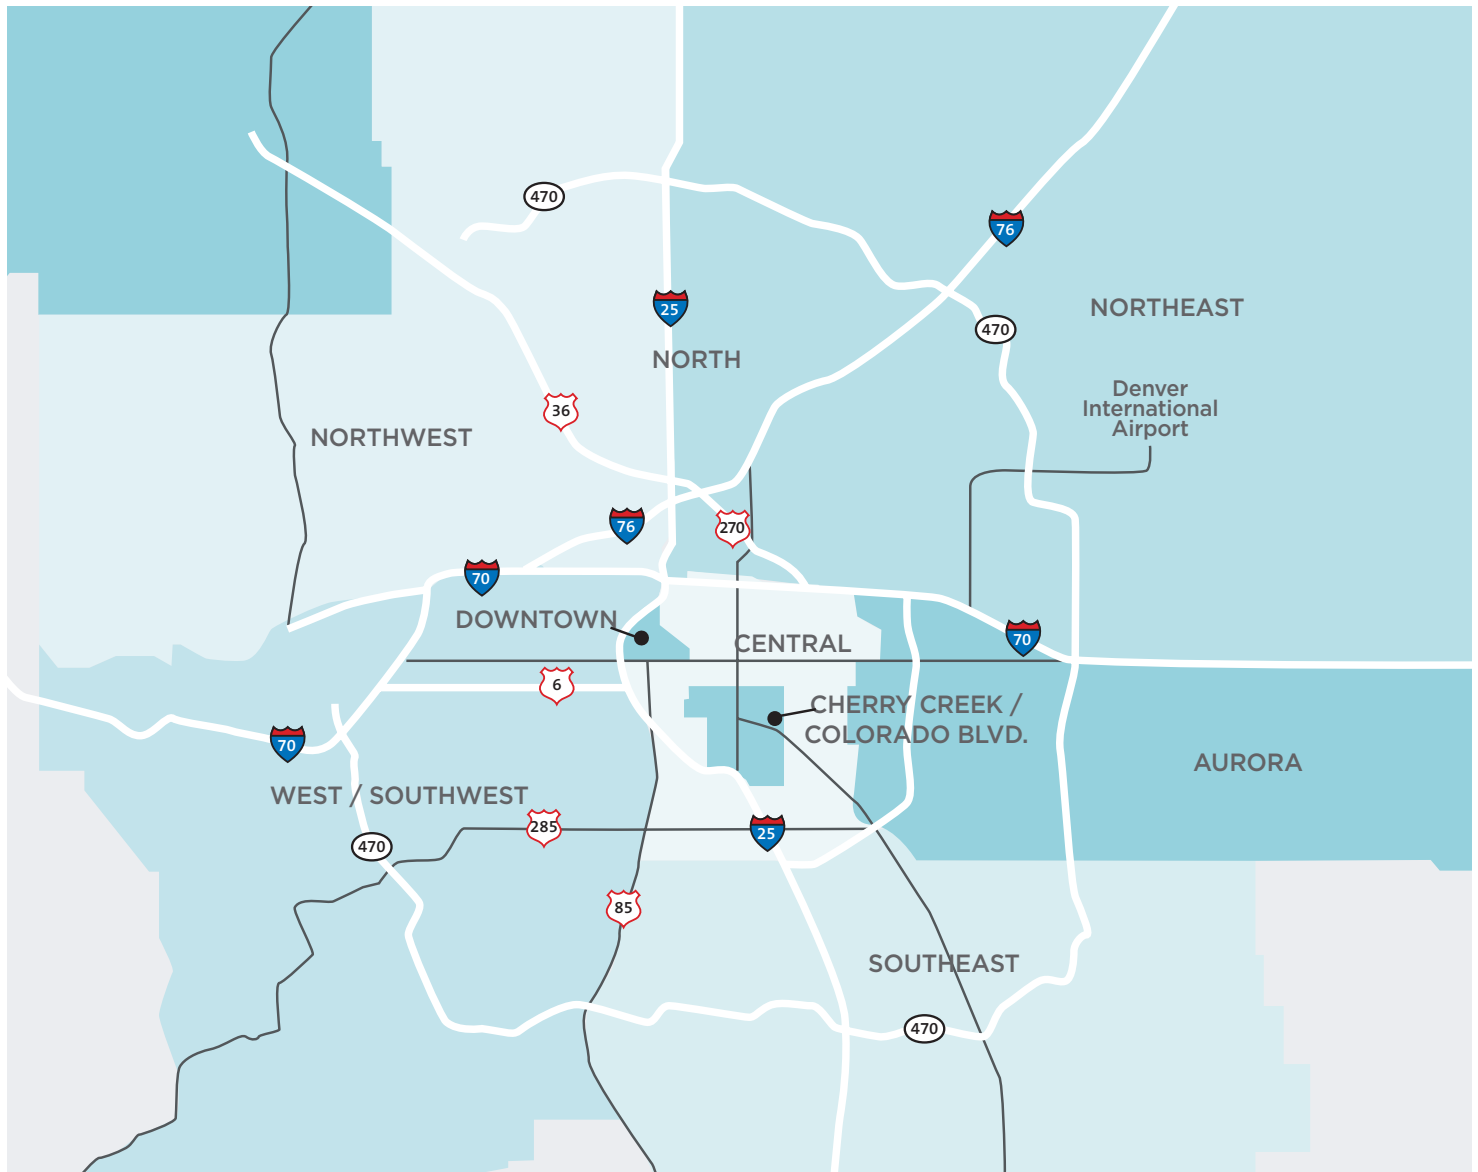 470
76
25
NORTHEAST
470
NORTH
Denver
International
Airport
36
NORTHWEST
76
270
70
DOWNTOWN
70
CENTRAL
6
CHERRY CREEK /
COLORADO BLVD.
70
AURORA
WEST / SOUTHWEST
285
25
470
85
SOUTHEAST
470